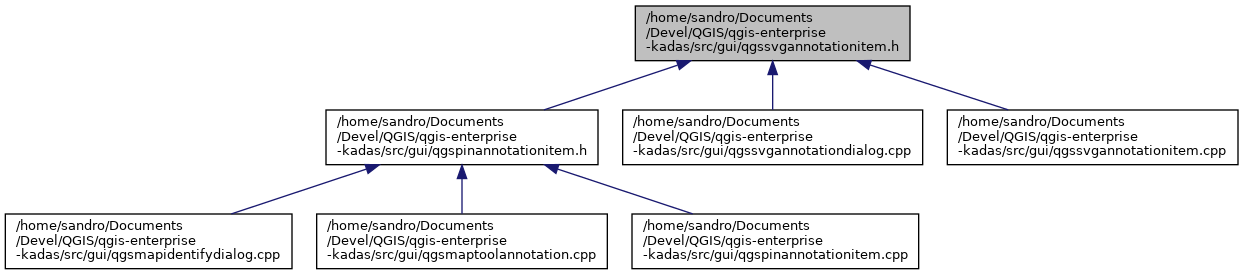 /home/sandro/Documents
/Devel/QGIS/qgis-enterprise
-kadas/src/gui/qgssvgannotationitem.h
/home/sandro/Documents
/Devel/QGIS/qgis-enterprise
-kadas/src/gui/qgspinannotationitem.h
/home/sandro/Documents
/Devel/QGIS/qgis-enterprise
-kadas/src/gui/qgssvgannotationdialog.cpp
/home/sandro/Documents
/Devel/QGIS/qgis-enterprise
-kadas/src/gui/qgssvgannotationitem.cpp
/home/sandro/Documents
/Devel/QGIS/qgis-enterprise
-kadas/src/gui/qgsmapidentifydialog.cpp
/home/sandro/Documents
/Devel/QGIS/qgis-enterprise
-kadas/src/gui/qgsmaptoolannotation.cpp
/home/sandro/Documents
/Devel/QGIS/qgis-enterprise
-kadas/src/gui/qgspinannotationitem.cpp